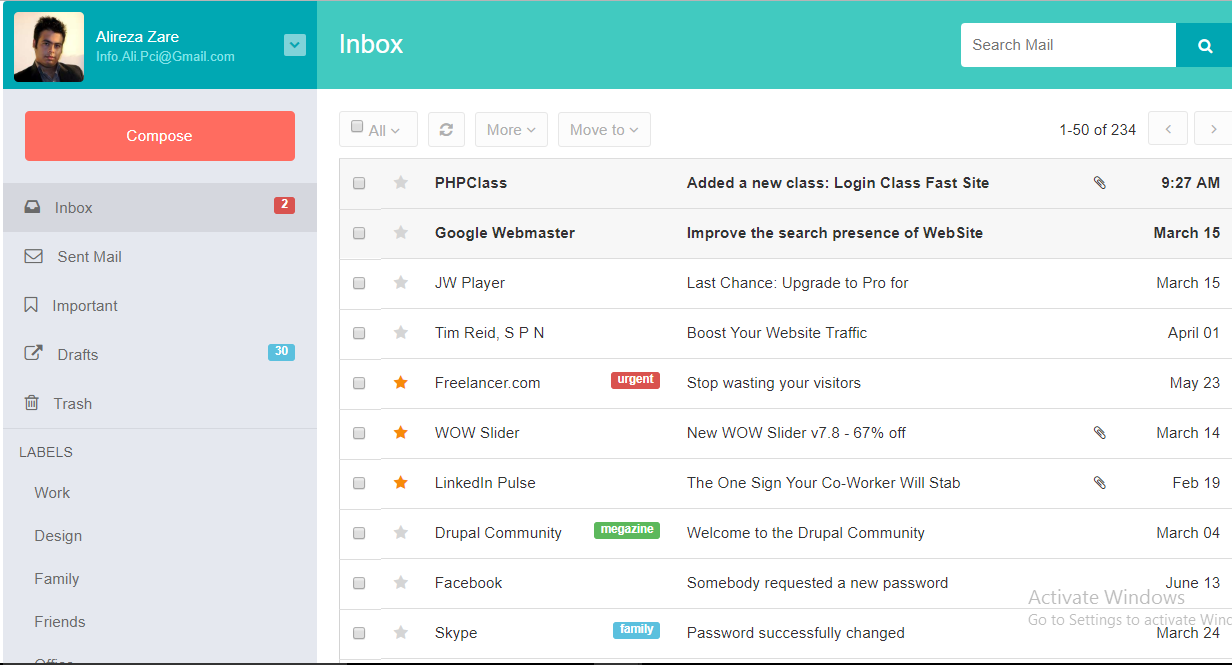 Alireza Zare
Info.Ali.Pci@Gmail.com
Inbox
Search Mail
Compose
All
More
Move to
1-50 of 234
Inbox 2
Sent Mail
Important
Drafts 30
Trash
LABELS
Work
Design
Family
Friends
Office
PHPClass Added a new class: Login Class Fast Site 9:27 AM
Google Webmaster Improve the search presence of WebSite March 15
JW Player Last Chance: Upgrade to Pro for March 15
Tim Reid, S P N Boost Your Website Traffic April 01
Freelancer.com urgent Stop wasting your visitors May 23
WOW Slider New WOW Slider v7.8 - 67% off March 14
LinkedIn Pulse The One Sign Your Co-Worker Will Stab Feb 19
Drupal Community megazine Welcome to the Drupal Community March 04
Facebook Somebody requested a new password June 13
Skype family Password successfully changed March 24
Activate Windows
Go to Settings to activate Win